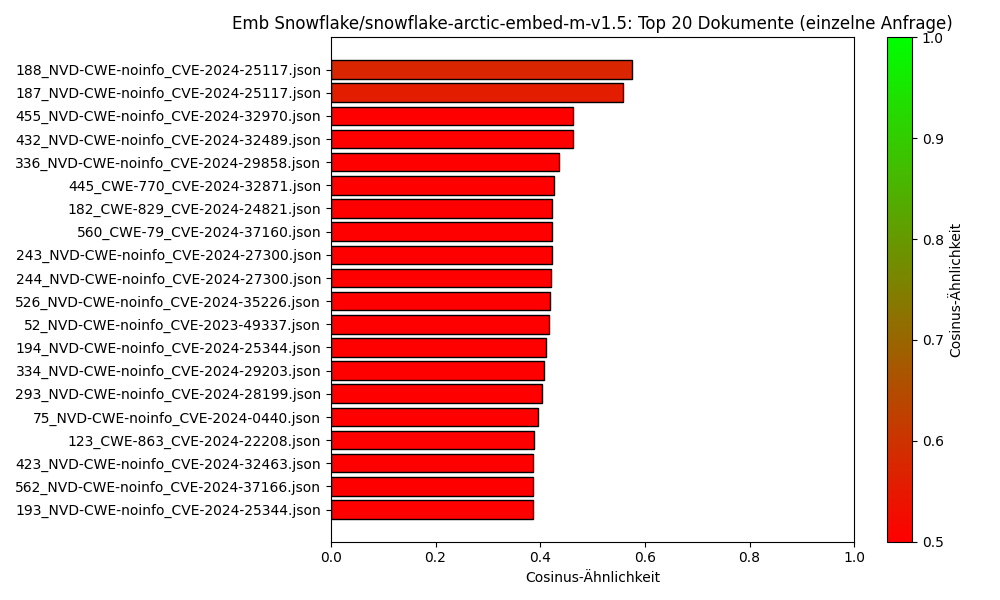 Emb Snowflake/snowflake-arctic-embed-m-v1.5: Top 20 Dokumente (einzelne Anfrage)
188_NVD-CWE-noinfo_CVE-2024-25117.json
187_NVD-CWE-noinfo_CVE-2024-25117.json
455_NVD-CWE-noinfo_CVE-2024-32970.json
432_NVD-CWE-noinfo_CVE-2024-32489.json
336_NVD-CWE-noinfo_CVE-2024-29858.json
445_CWE-770_CVE-2024-32871.json
182_CWE-829_CVE-2024-24821.json
560_CWE-79_CVE-2024-37160.json
243_NVD-CWE-noinfo_CVE-2024-27300.json
244_NVD-CWE-noinfo_CVE-2024-27300.json
526_NVD-CWE-noinfo_CVE-2024-35226.json
52_NVD-CWE-noinfo_CVE-2023-49337.json
194_NVD-CWE-noinfo_CVE-2024-25344.json
334_NVD-CWE-noinfo_CVE-2024-29203.json
293_NVD-CWE-noinfo_CVE-2024-28199.json
75_NVD-CWE-noinfo_CVE-2024-0440.json
123_CWE-863_CVE-2024-22208.json
423_NVD-CWE-noinfo_CVE-2024-32463.json
562_NVD-CWE-noinfo_CVE-2024-37166.json
193_NVD-CWE-noinfo_CVE-2024-25344.json
0.0 0.2 0.4 0.6 0.8 1.0
Cosinus-Ähnlichkeit
1.0
0.9
0.8
0.7
0.6
0.5
Cosinus-Ähnlichkeit